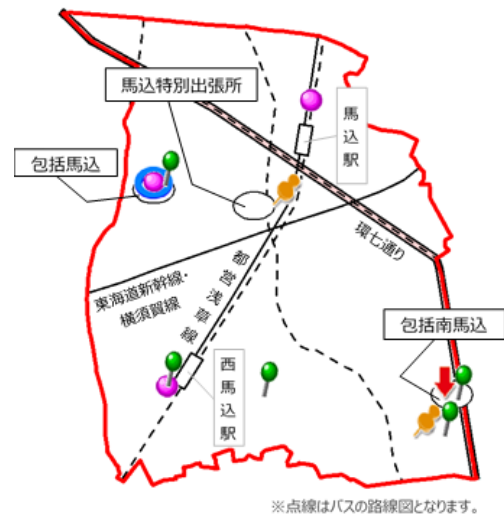 馬込特別出張所
馬込駅
包括馬込
環七通り
東海道新幹線・
横須賀線
都営浅草線
包括南馬込
西馬込駅
※点線はバスの路線図となります。